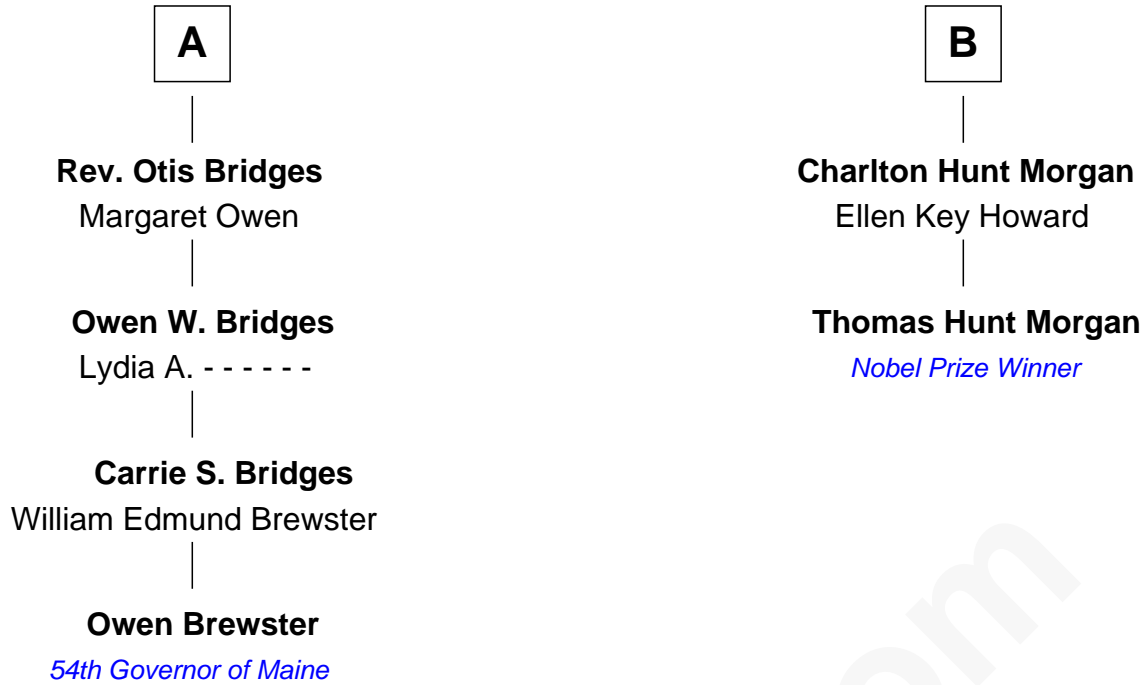 A
Rev. Otis Bridges
Margaret Owen
Owen W. Bridges
Lydia A. - - - - - -
Carrie S. Bridges
William Edmund Brewster
Owen Brewster
54th Governor of Maine
B
Charlton Hunt Morgan
Ellen Key Howard
Thomas Hunt Morgan
Nobel Prize Winner
om